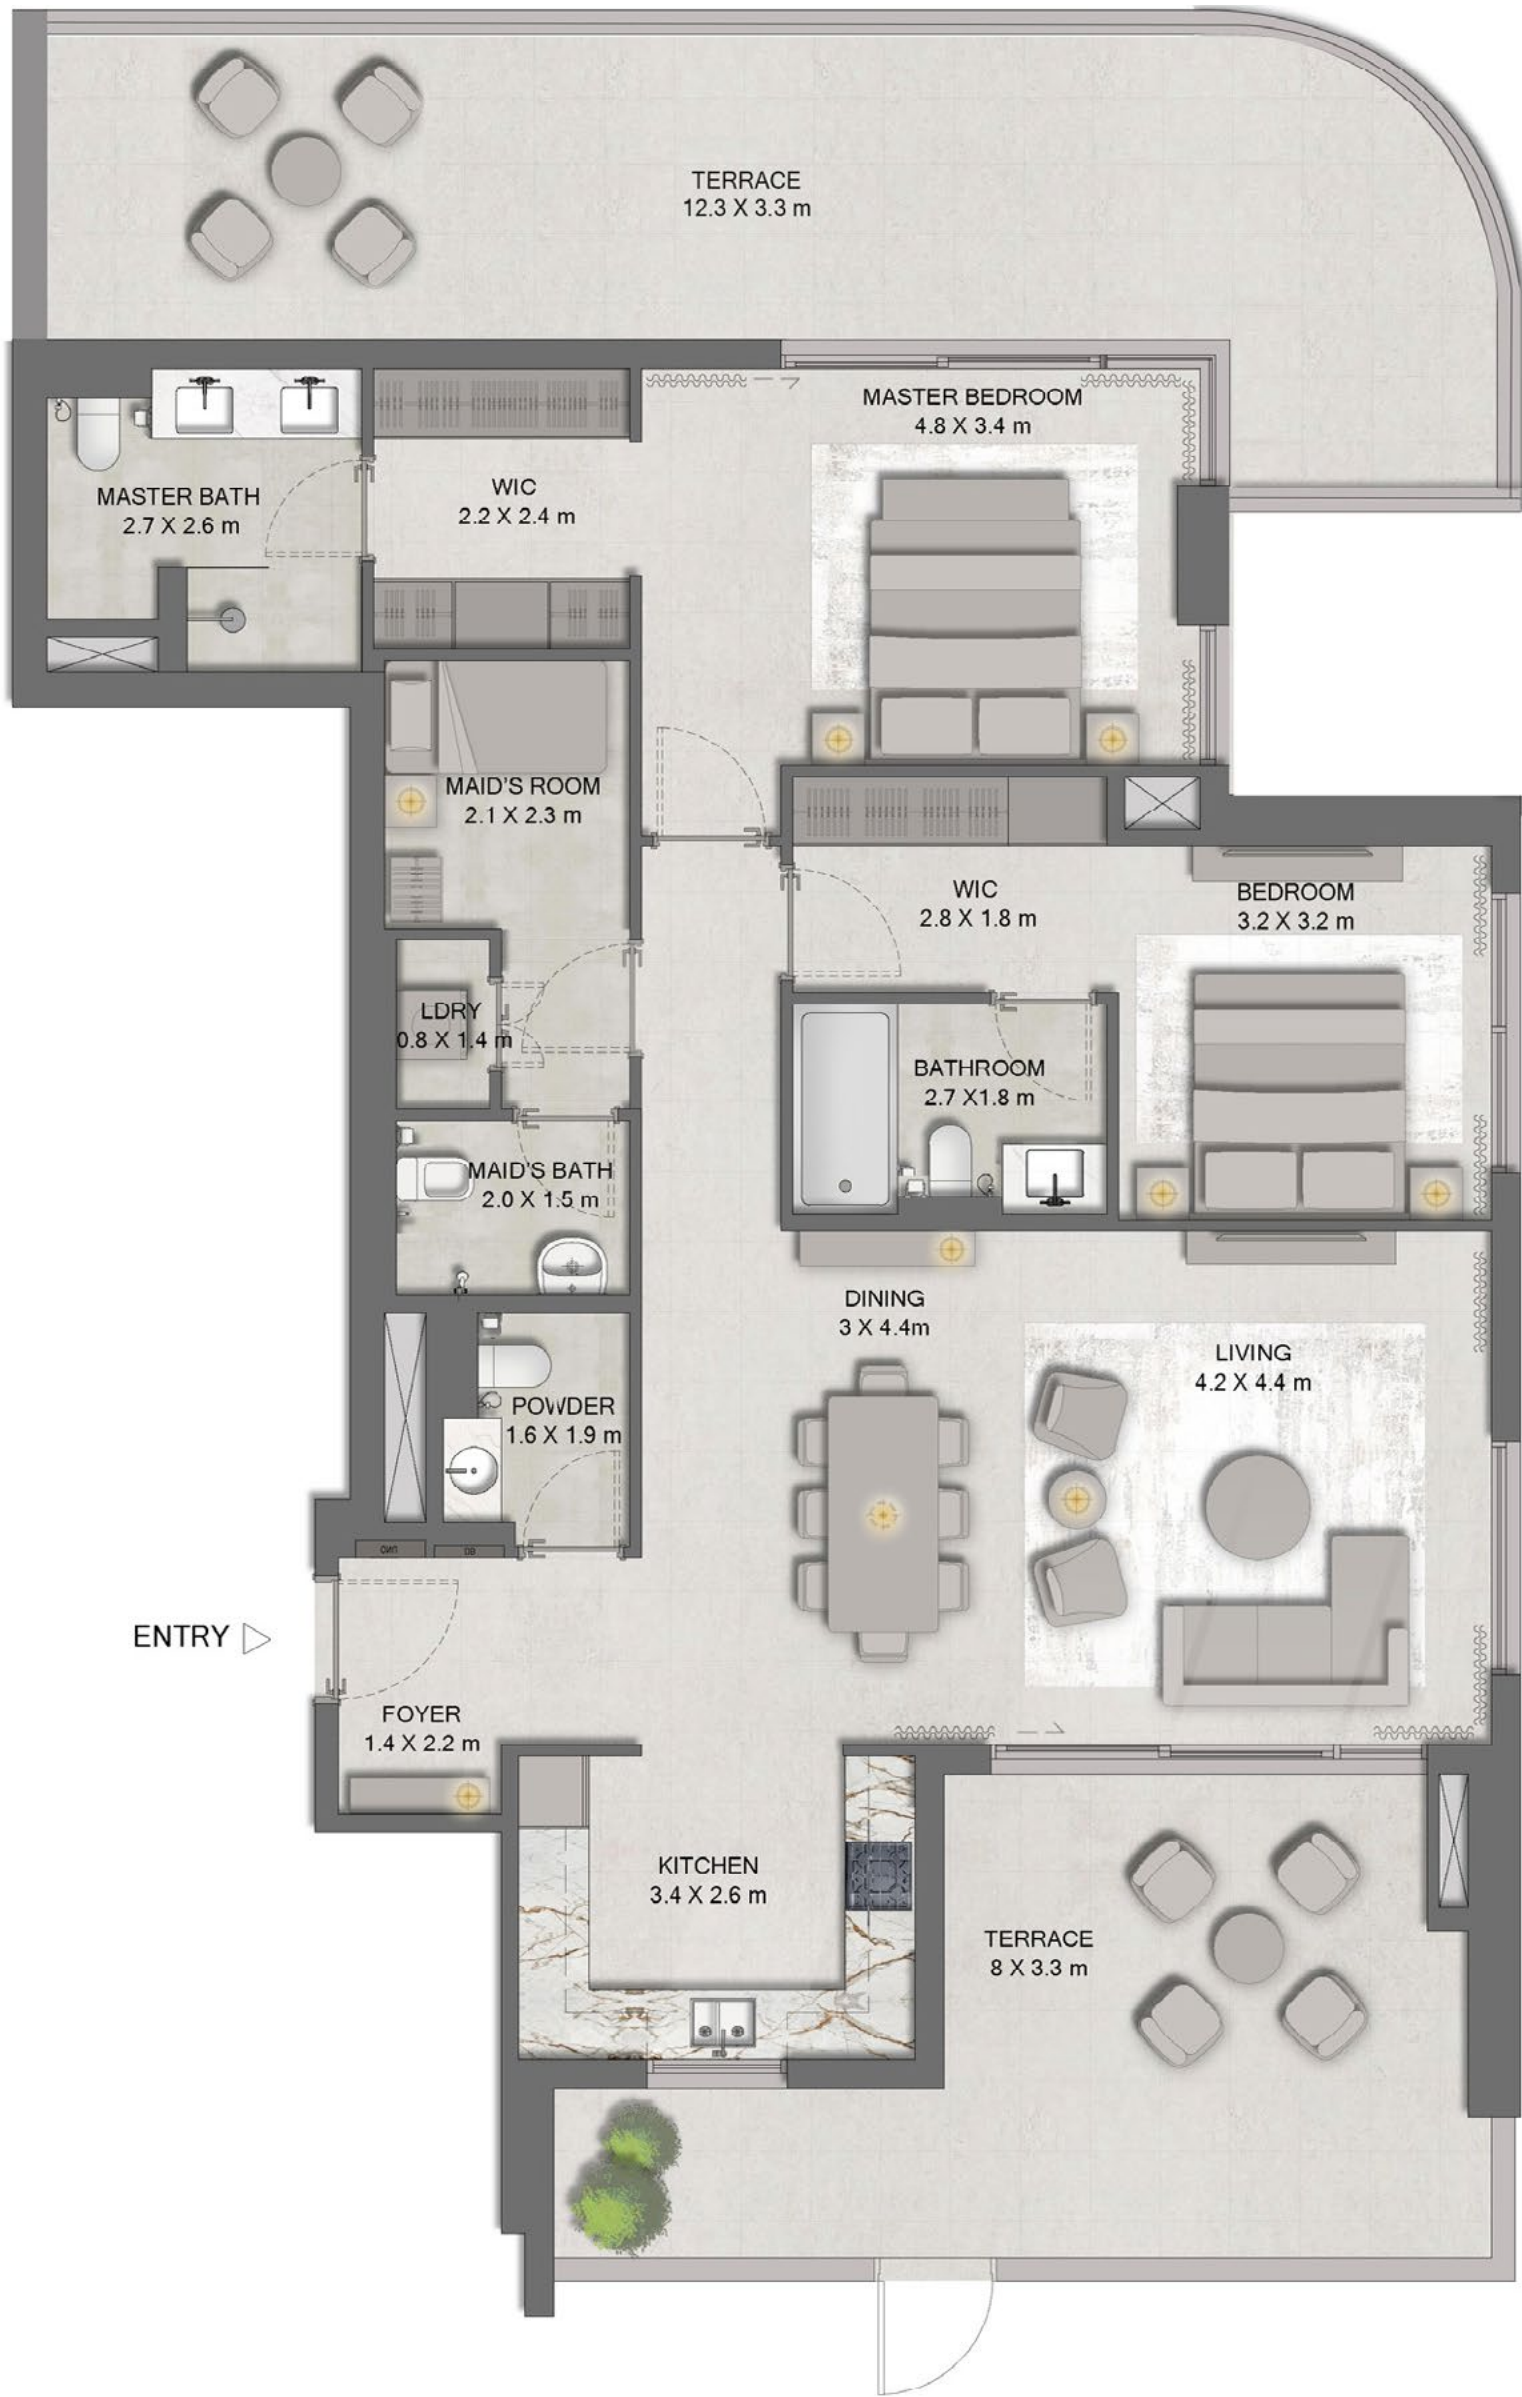 TERRACE
12.3 X 3.3 m
MASTER BEDROOM
4.8 X 3.4 m
MASTER BATH
2.7 X 2.6 m
WIC
2.2 X 2.4 m
MAID'S ROOM
2.1 X 2.3 m
WIC
2.8 X 1.8 m
BEDROOM
3.2 X 3.2 m
LDRY
0.8 X 1.4 m
BATHROOM
2.7 X1.8 m
MAID'S BATH
2.0 X 1.5 m
DINING
3 X 4.4m
LIVING
4.2 X 4.4 m
POWDER
1.6 X 1.9 m
DB
ENTRY
FOYER
1.4 X 2.2 m
KITCHEN
3.4 X 2.6 m
TERRACE
8 X 3.3 m